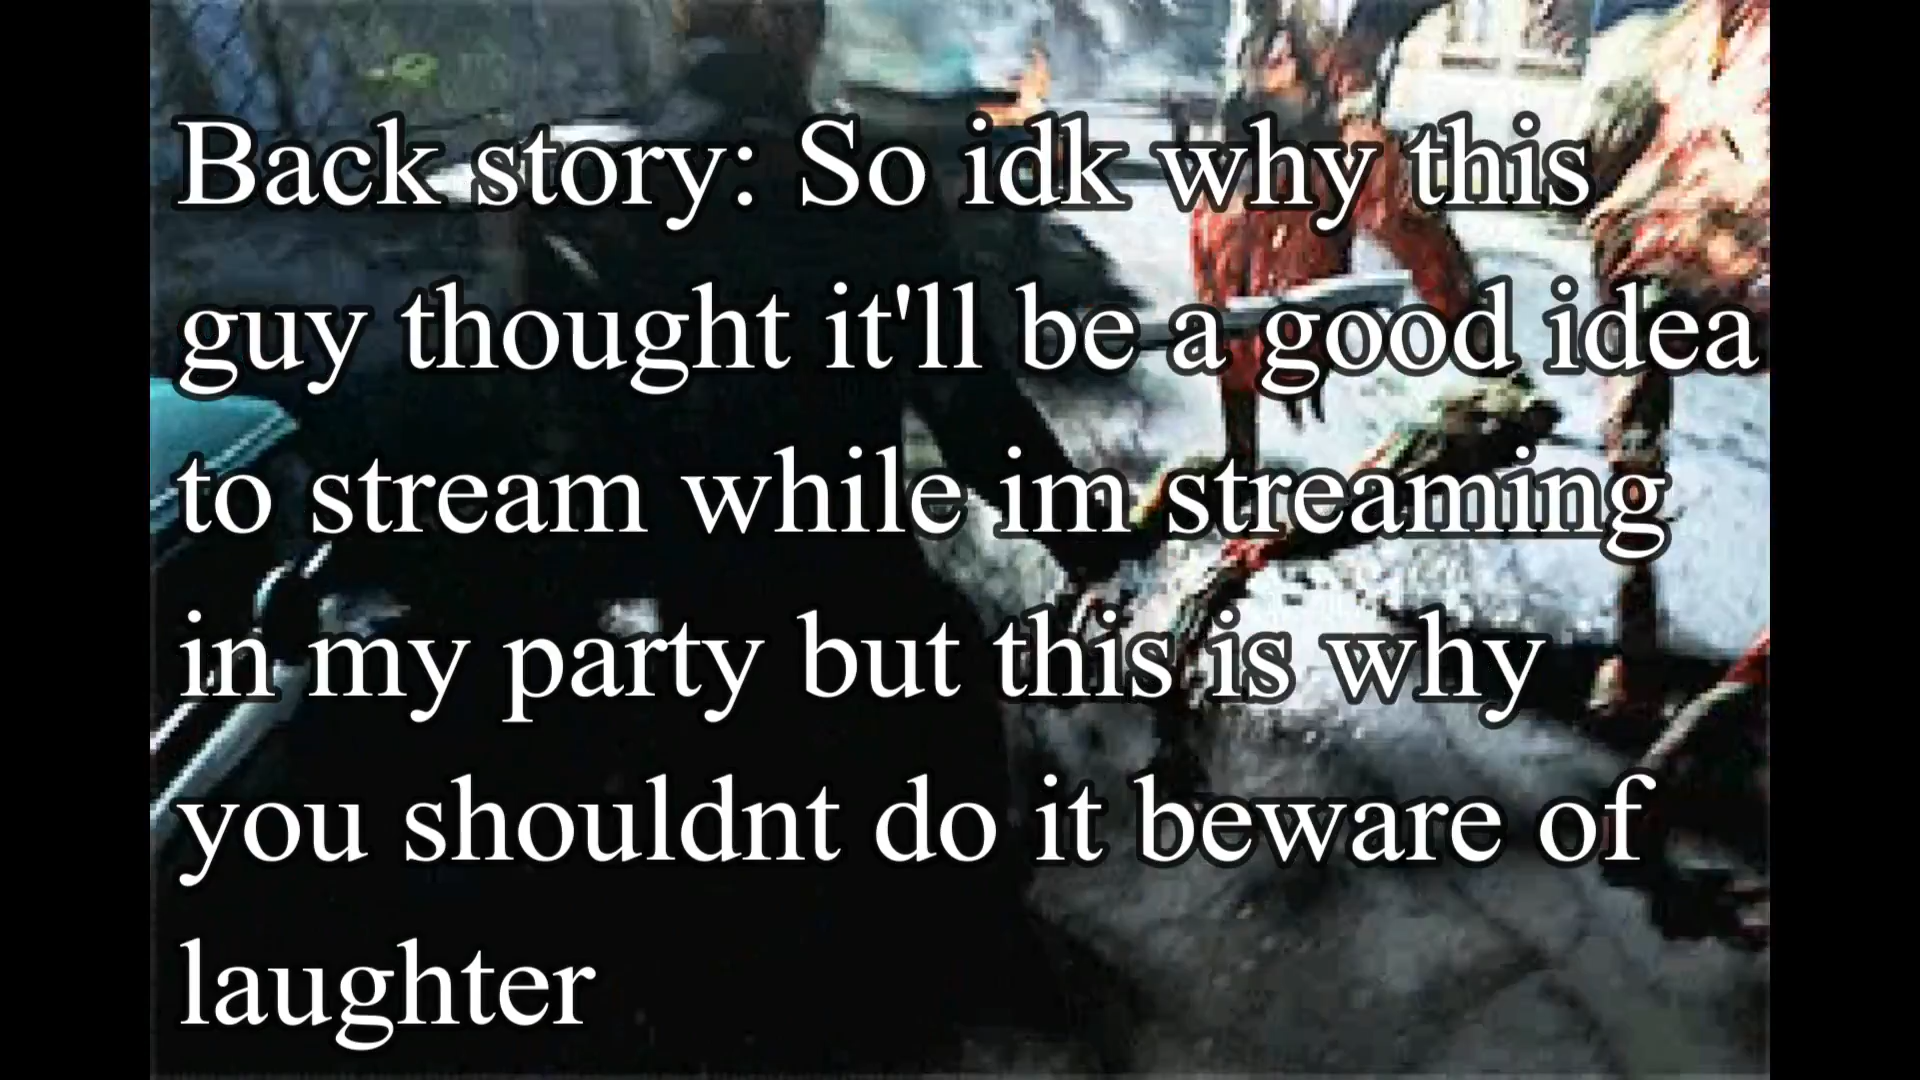 Back story: So idk why this
guy thought it'll be a good idea
to stream while im streaming
in my party but this is why
you shouldnt do it beware of
laughter